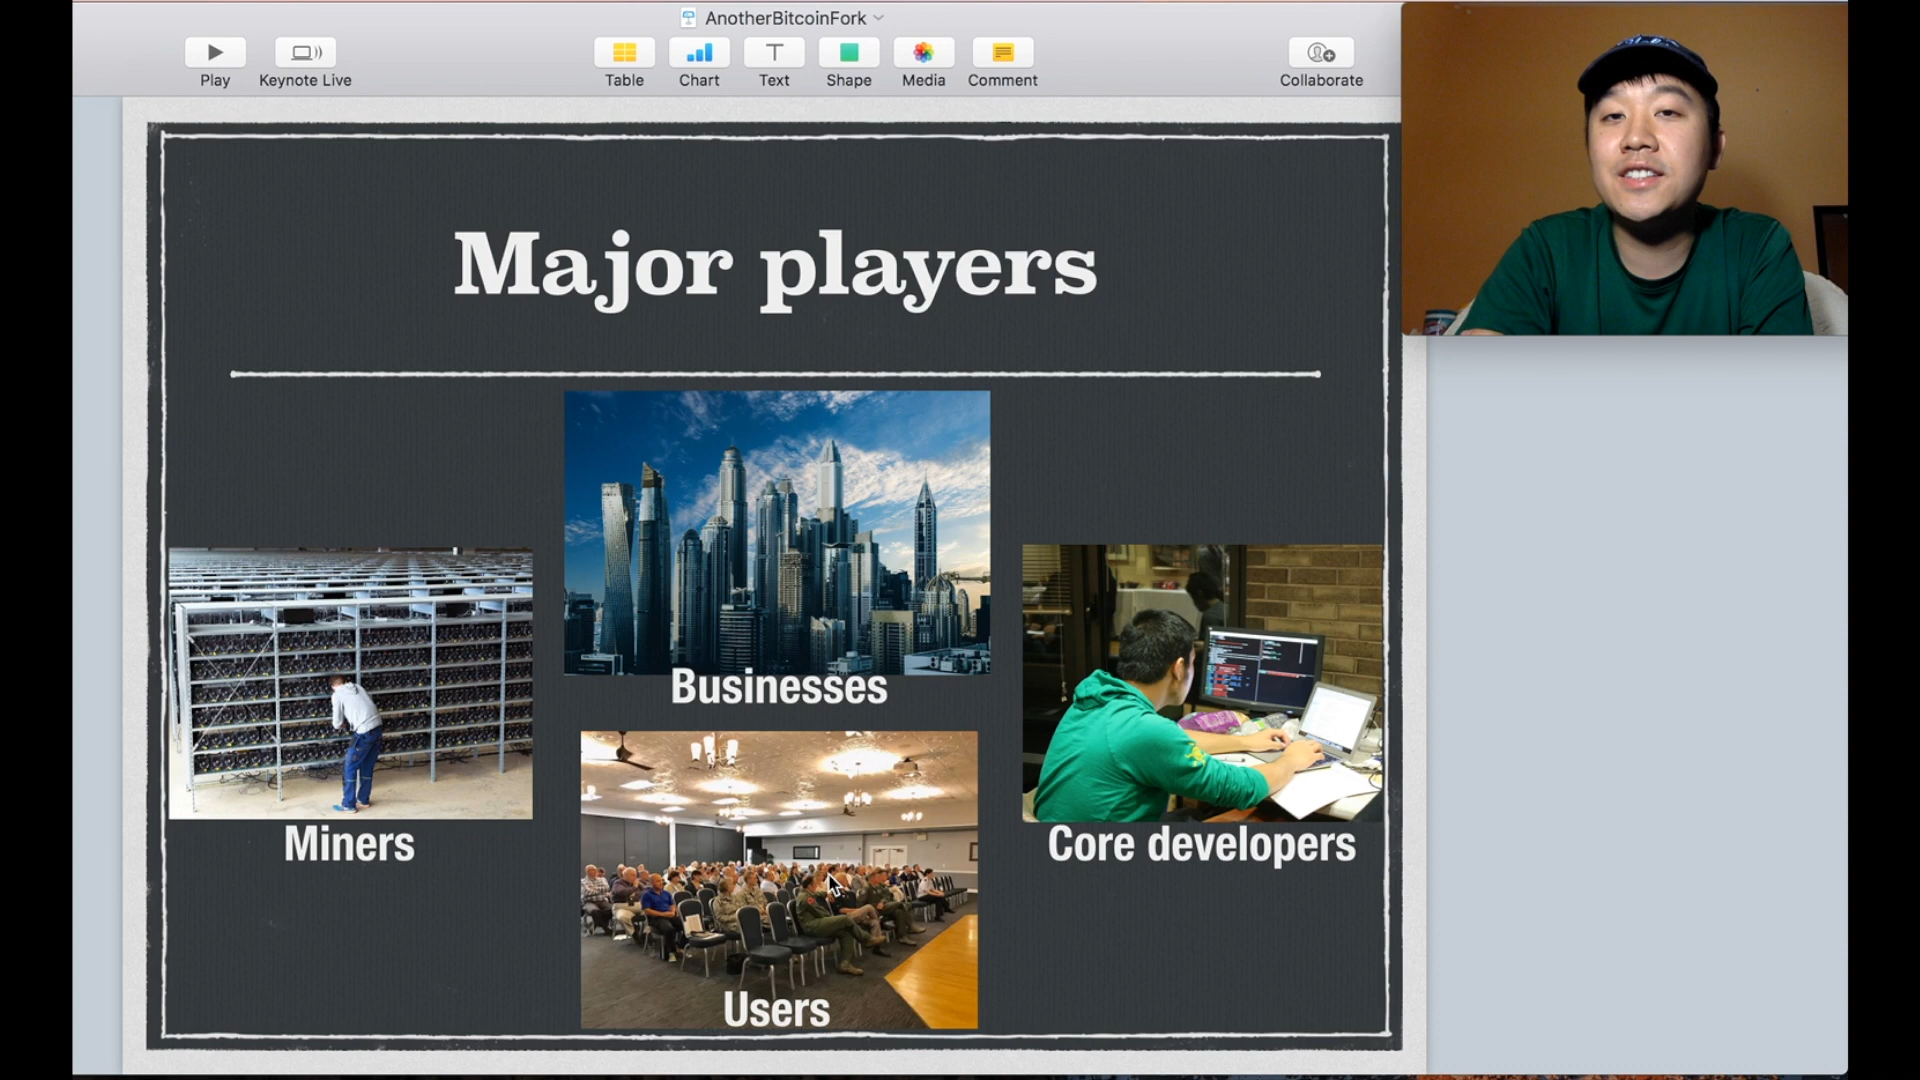 AnotherBitcoinFork
Play
Keynote Live
Table
Chart
Text
Shape
Media
Comment
Collaborate
Major players
Businesses
Miners
Core developers
Users